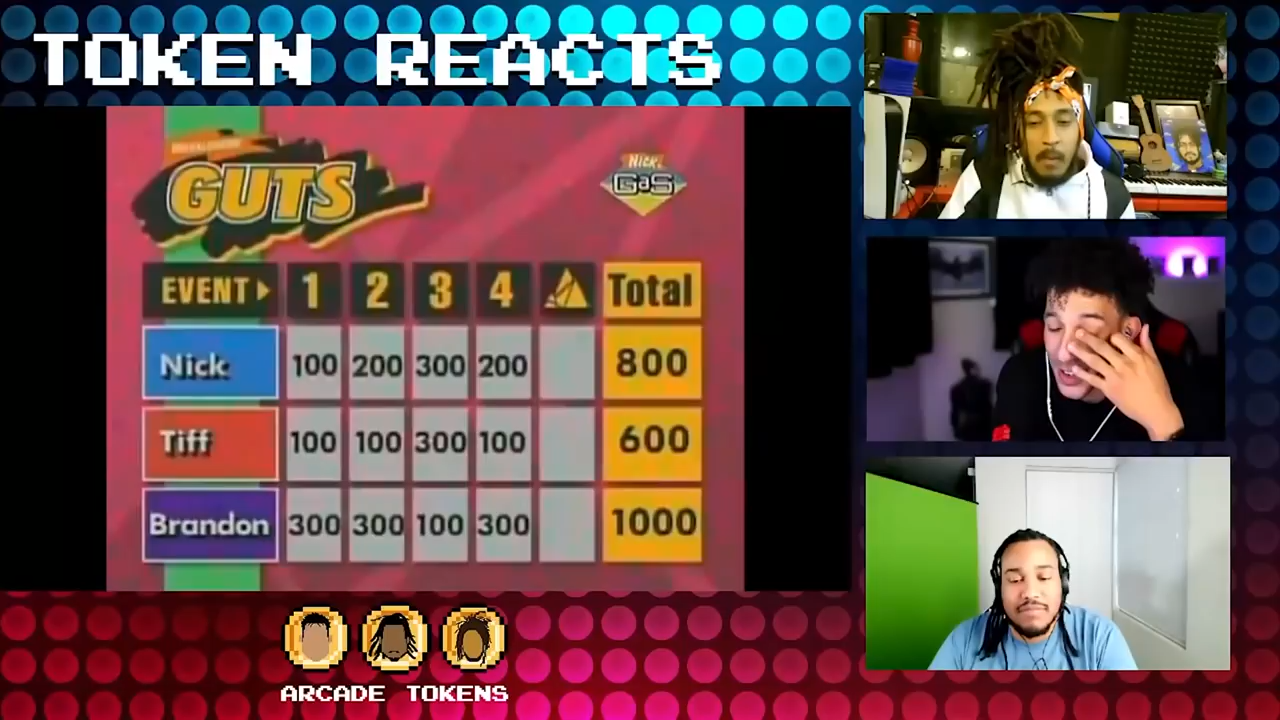 TOKEN REACTS
GUTS
Nick
GaS
EVENT 1 2 3 4 Total
Nick 100 200 300 200 800
Tiff 100 100 300 100 600
Brandon 300 300 100 300 1000
ARCADE TOKENS